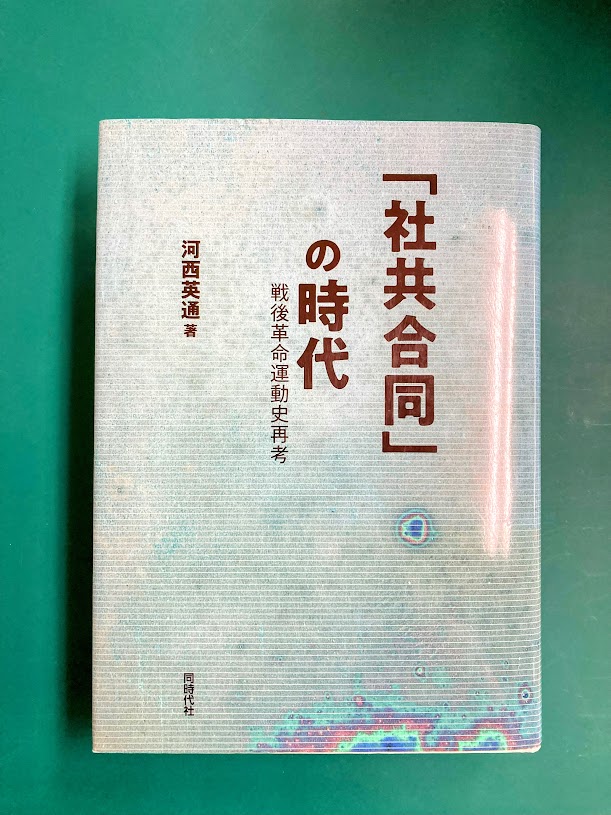 「社共合同」
の時代
戦後革命運動史再考
河西英通 著
同時代社